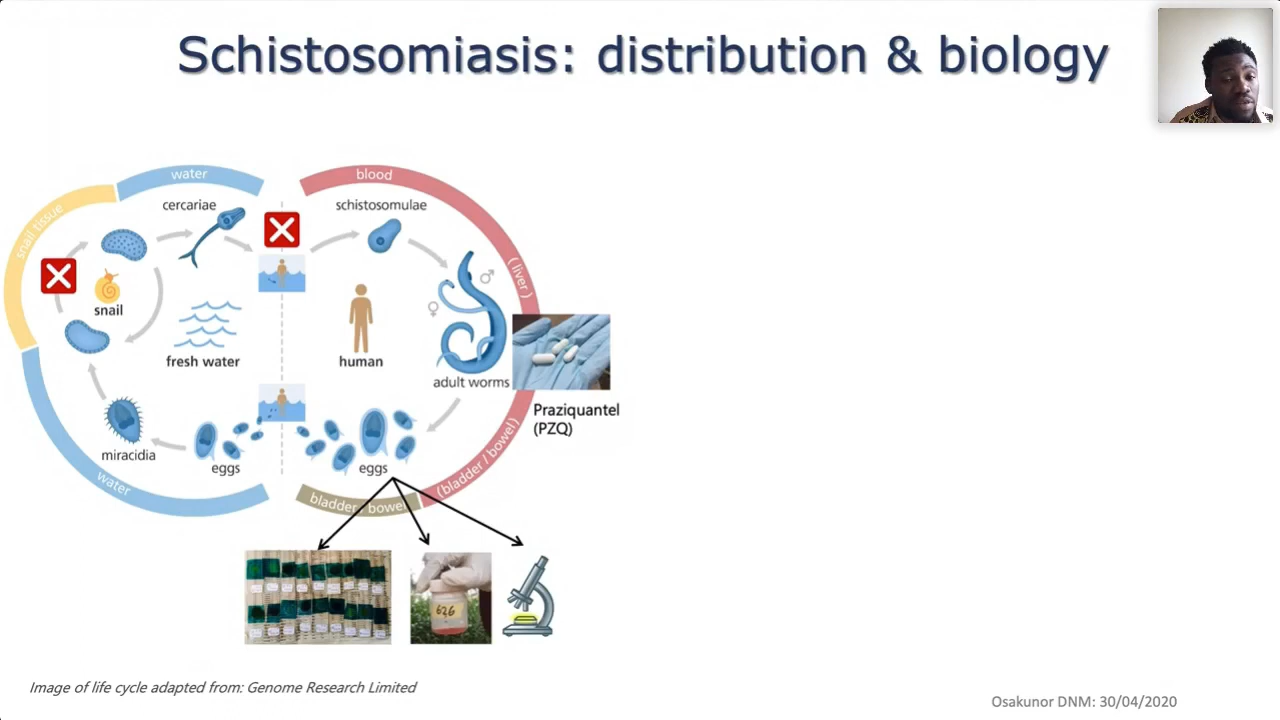 Schistosomiasis: distribution & biology
water
blood
snail tissue
cercariae
schistosomulae
(liver)
snail
fresh water
human
adult worms
Praziquantel
(PZQ)
miracidia
eggs
eggs
water
bladder / bowel
(bladder / bowel)
626
Image of life cycle adapted from: Genome Research Limited
Osakunor DNM: 30/04/2020